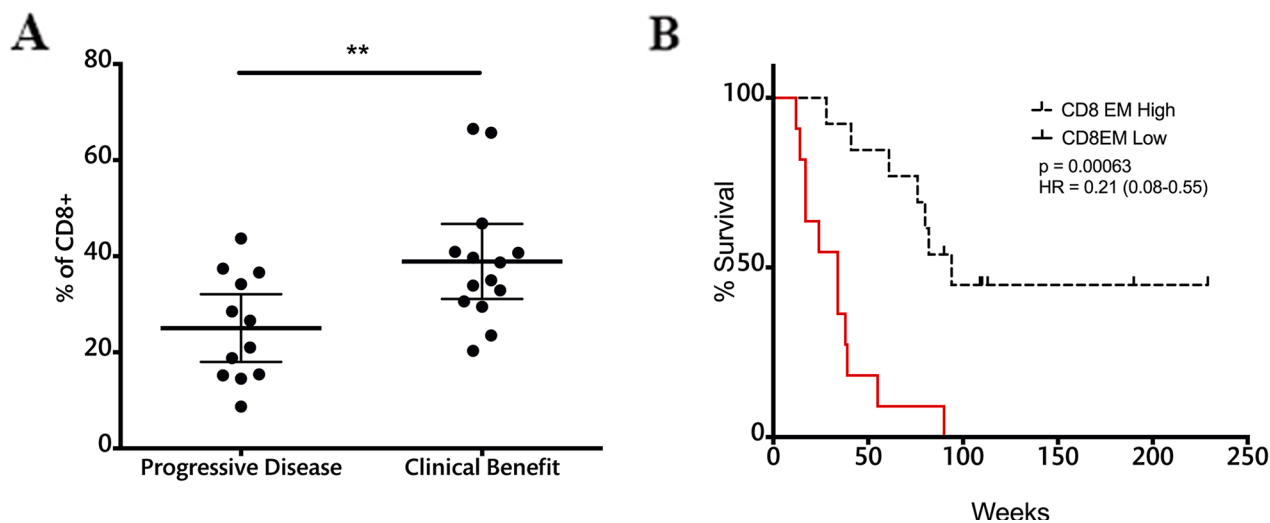 A
B
**
80
60
40
20
0
% of CD8+
Progressive Disease
Clinical Benefit
100
50
0
% Survival
CD8 EM High
CD8EM Low
p = 0.00063
HR = 0.21 (0.08-0.55)
0
50
100
150
200
250
Weeks